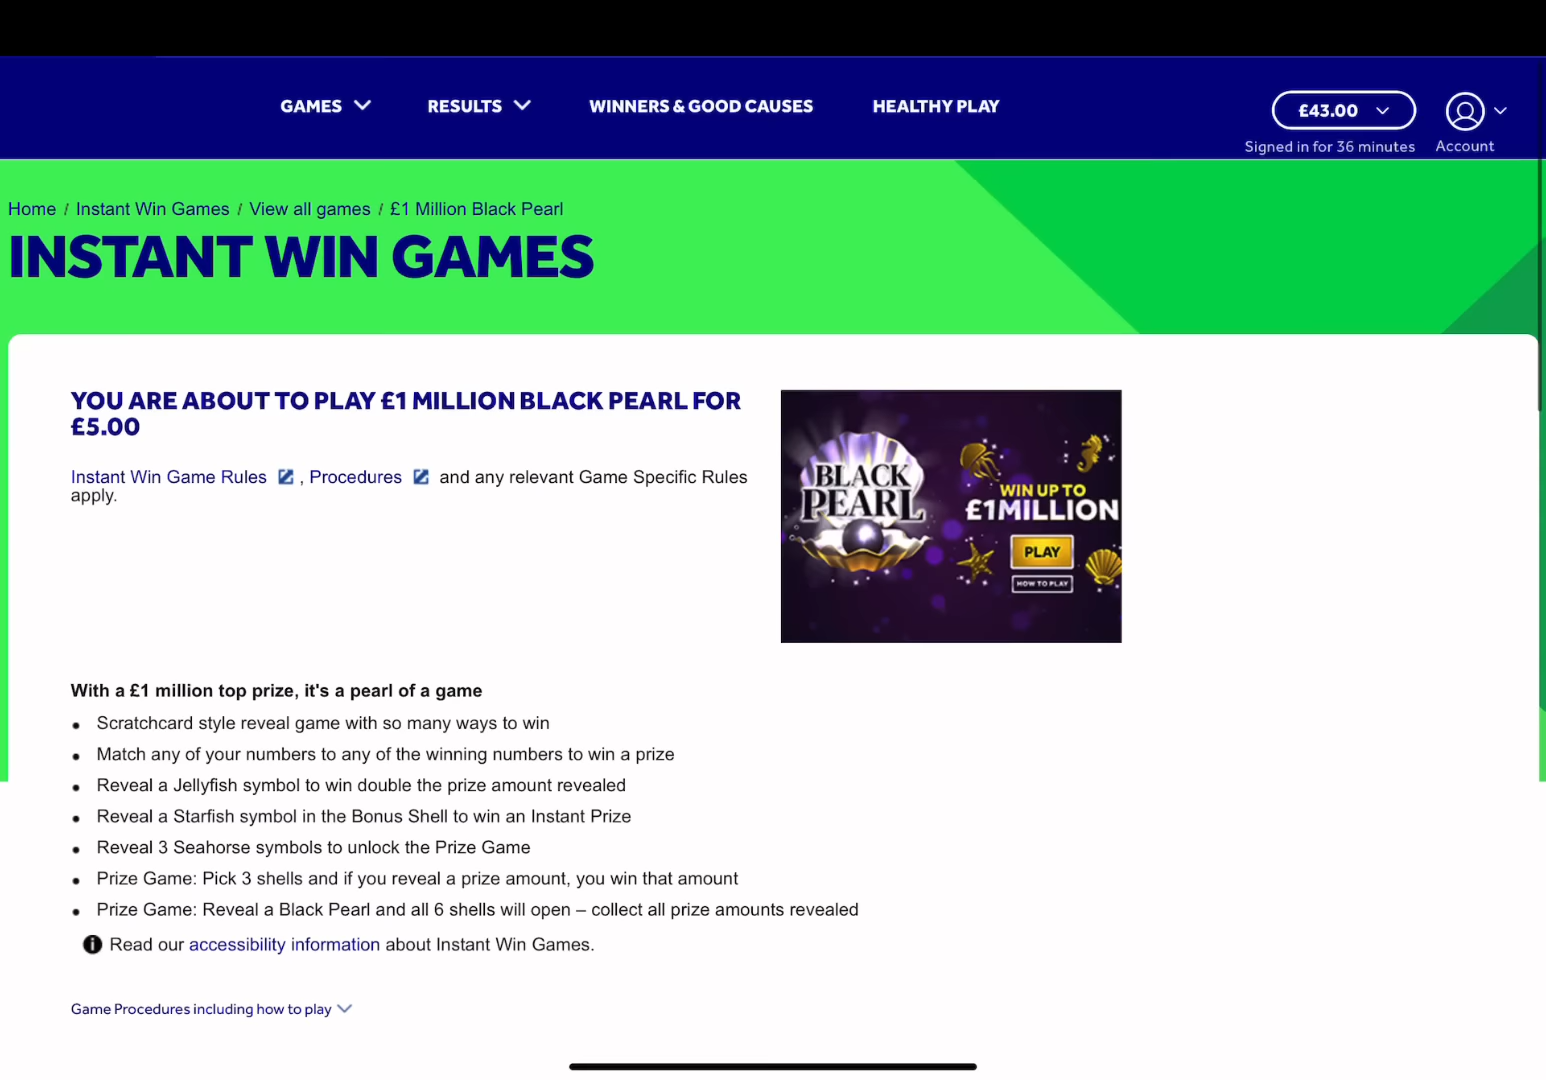 GAMES RESULTS WINNERS & GOOD CAUSES HEALTHY PLAY £43.00
Signed in for 36 minutes Account
Home / Instant Win Games / View all games / £1 Million Black Pearl
INSTANT WIN GAMES
YOU ARE ABOUT TO PLAY £1 MILLION BLACK PEARL FOR
£5.00
Instant Win Game Rules , Procedures and any relevant Game Specific Rules
apply.
BLACK
PEARL
WIN UP TO
£1MILLION
PLAY
HOW TO PLAY
With a £1 million top prize, it's a pearl of a game
Scratchcard style reveal game with so many ways to win
Match any of your numbers to any of the winning numbers to win a prize
Reveal a Jellyfish symbol to win double the prize amount revealed
Reveal a Starfish symbol in the Bonus Shell to win an Instant Prize
Reveal 3 Seahorse symbols to unlock the Prize Game
Prize Game: Pick 3 shells and if you reveal a prize amount, you win that amount
Prize Game: Reveal a Black Pearl and all 6 shells will open – collect all prize amounts revealed
Read our accessibility information about Instant Win Games.
Game Procedures including how to play